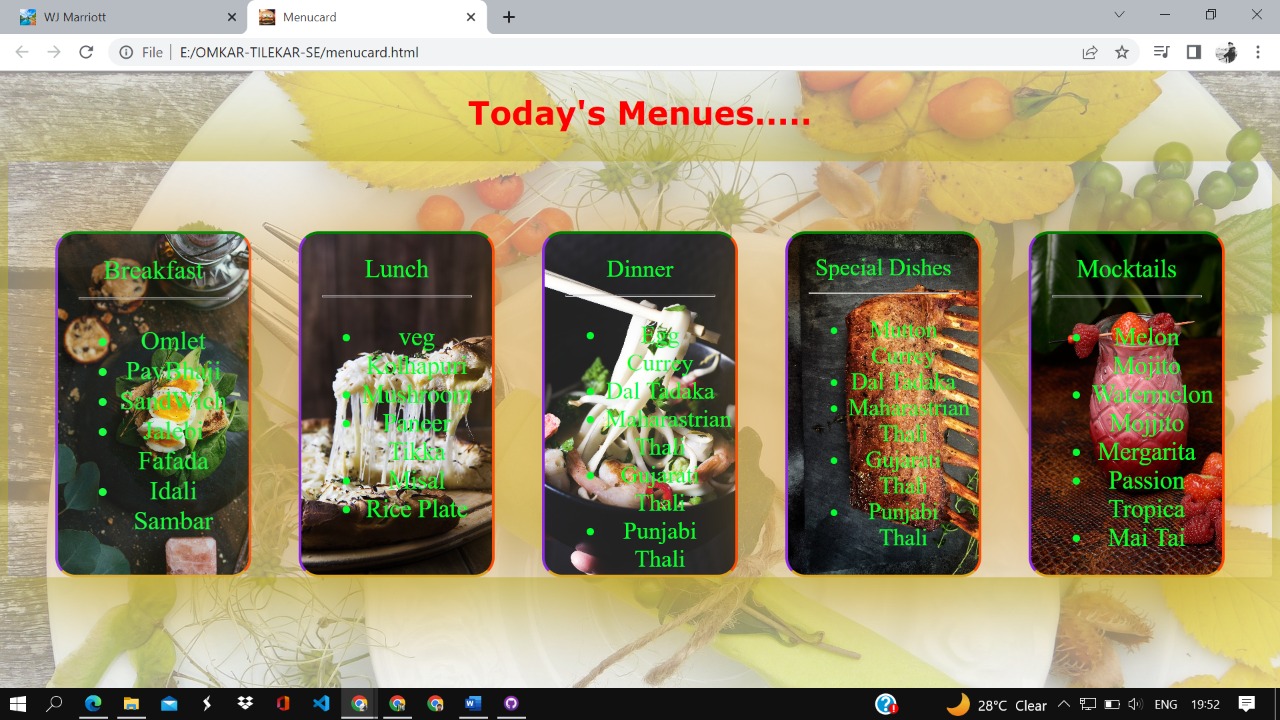 WJ Marriott
Menucard
File
E:/OMKAR-TILEKAR-SE/menucard.html
Today's Menues.....
Breakfast
Omlet
PavBhaji
SandWich
Jalebi
Fafada
Idali
Sambar
Lunch
veg
Kolhapuri
Mushroom
Paneer
Tikka
Misal
Rice Plate
Dinner
Egg
Currey
Dal Tadaka
Maharastrian
Thali
Gujarati
Thali
Punjabi
Thali
Special Dishes
Mutton
Currey
Dal Tadaka
Maharastrian
Thali
Gujarati
Thali
Punjabi
Thali
Mocktails
Melon
Mojito
Watermelon
Mojjito
Mergarita
Passion
Tropica
Mai Tai
28°C Clear
ENG
19:52